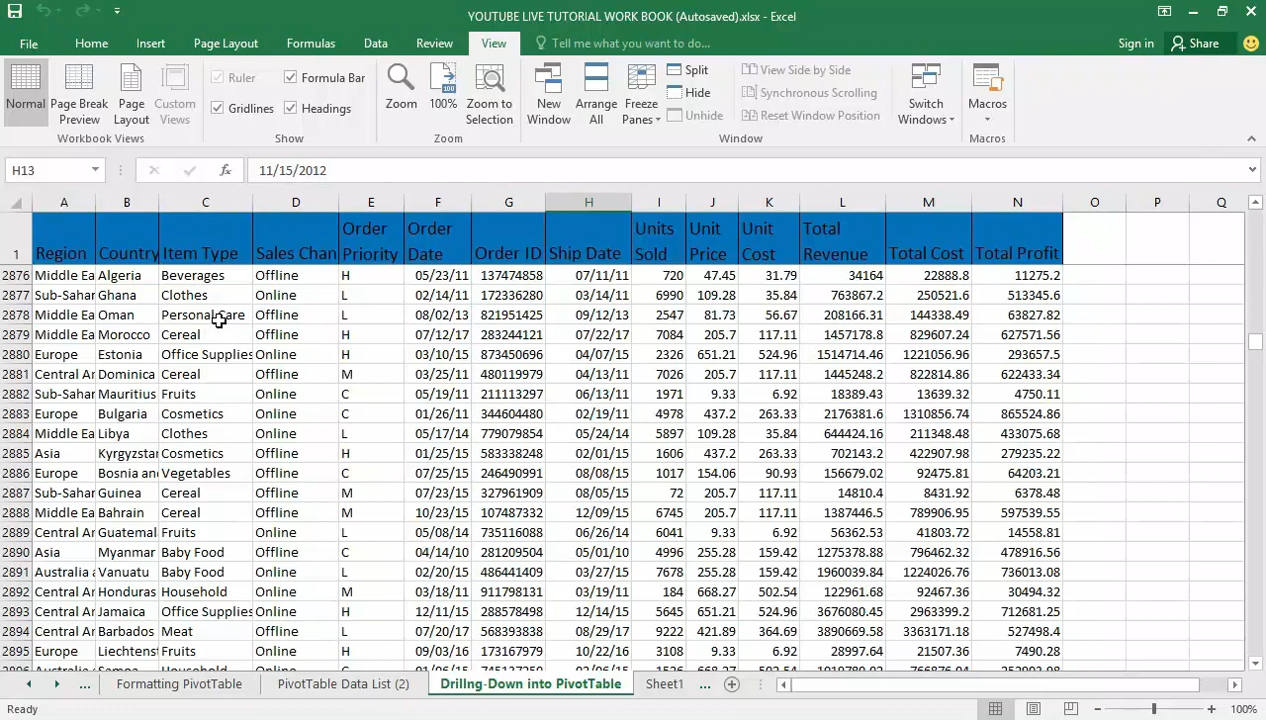 YOUTUBE LIVE TUTORIAL WORK BOOK (Autosaved).xlsx - Excel
File Home Insert Page Layout Formulas Data Review View Tell me what you want to do... Sign in Share
Normal Page Break Preview Page Layout Custom Views
Ruler Formula Bar
Gridlines Headings
Zoom 100% Zoom to Selection
New Window Arrange All Freeze Panes
Split
Hide
Unhide
View Side by Side
Synchronous Scrolling
Reset Window Position
Switch Windows Macros
Workbook Views Show Zoom Window Macros
H13 fx 11/15/2012
A B C D E F G H I J K L M N O P Q
1 Region Country Item Type Sales Chan Order Priority Order Date Order ID Ship Date Units Sold Unit Price Unit Cost Total Revenue Total Cost Total Profit
2876 Middle Ea Algeria Beverages Offline H 05/23/11 137474858 07/11/11 720 47.45 31.79 34164 22888.8 11275.2
2877 Sub-Sahar Ghana Clothes Online L 02/14/11 172336280 03/14/11 6990 109.28 35.84 763867.2 250521.6 513345.6
2878 Middle Ea Oman Personal Care Offline L 08/02/13 821951425 09/12/13 2547 81.73 56.67 208166.31 144338.49 63827.82
2879 Middle Ea Morocco Cereal Offline H 07/12/17 283244121 07/22/17 7084 205.7 117.11 1457178.8 829607.24 627571.56
2880 Europe Estonia Office Supplies Online H 03/10/15 873450696 04/07/15 2326 651.21 524.96 1514714.46 1221056.96 293657.5
2881 Central Ar Dominica Cereal Offline M 03/25/11 480119979 04/13/11 7026 205.7 117.11 1445248.2 822814.86 622433.34
2882 Sub-Sahar Mauritius Fruits Online C 05/19/11 211113297 06/13/11 1971 9.33 6.92 18389.43 13639.32 4750.11
2883 Europe Bulgaria Cosmetics Online C 01/26/11 344604480 02/19/11 4978 437.2 263.33 2176381.6 1310856.74 865524.86
2884 Middle Ea Libya Clothes Online L 05/17/14 779079854 05/24/14 5897 109.28 35.84 644424.16 211348.48 433075.68
2885 Asia Kyrgyzsta Cosmetics Online H 01/25/15 583338248 02/01/15 1606 437.2 263.33 702143.2 422907.98 279235.22
2886 Europe Bosnia an Vegetables Offline C 07/25/15 246490991 08/08/15 1017 154.06 90.93 156679.02 92475.81 64203.21
2887 Sub-Sahar Guinea Cereal Offline M 07/23/15 327961909 08/05/15 72 205.7 117.11 14810.4 8431.92 6378.48
2888 Middle Ea Bahrain Cereal Offline M 10/23/15 107487332 12/09/15 6745 205.7 117.11 1387446.5 789906.95 597539.55
2889 Central Ar Guatemal Fruits Online C 05/08/14 735116088 06/26/14 6041 9.33 6.92 56362.53 41803.72 14558.81
2890 Asia Myanmar Baby Food Offline C 04/14/10 281209504 05/01/10 4996 255.28 159.42 1275378.88 796462.32 478916.56
2891 Australia a Vanuatu Baby Food Online L 02/20/15 486441409 03/27/15 7678 255.28 159.42 1960039.84 1224026.76 736013.08
2892 Central Ar Honduras Household Online M 03/18/11 911798131 03/19/11 184 668.27 502.54 122961.68 92467.36 30494.32
2893 Central Ar Jamaica Office Supplies Online H 12/11/15 288578498 12/14/15 5645 651.21 524.96 3676080.45 2963399.2 712681.25
2894 Central Ar Barbados Meat Offline L 07/20/17 568393838 08/29/17 9222 421.89 364.69 3890669.58 3363171.18 527498.4
2895 Europe Liechtenst Fruits Online H 09/03/16 173167979 10/22/16 3108 9.33 6.92 28997.64 21507.36 7490.28
... Formatting PivotTable PivotTable Data List (2) Drillng-Down into PivotTable Sheet1 ...
Ready 100%